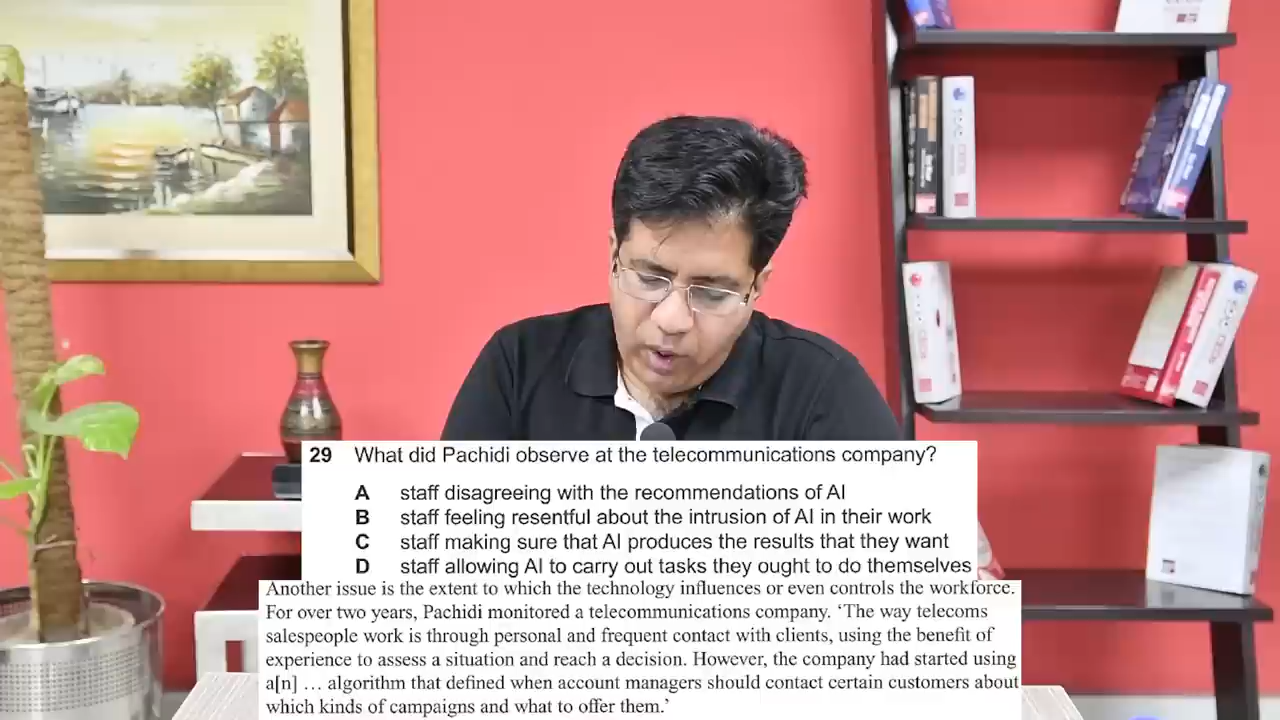 29 What did Pachidi observe at the telecommunications company?
A staff disagreeing with the recommendations of AI
B staff feeling resentful about the intrusion of AI in their work
C staff making sure that AI produces the results that they want
D staff allowing AI to carry out tasks they ought to do themselves
Another issue is the extent to which the technology influences or even controls the workforce.
For over two years, Pachidi monitored a telecommunications company. ‘The way telecoms
salespeople work is through personal and frequent contact with clients, using the benefit of
experience to assess a situation and reach a decision. However, the company had started using
a[n] … algorithm that defined when account managers should contact certain customers about
which kinds of campaigns and what to offer them.’